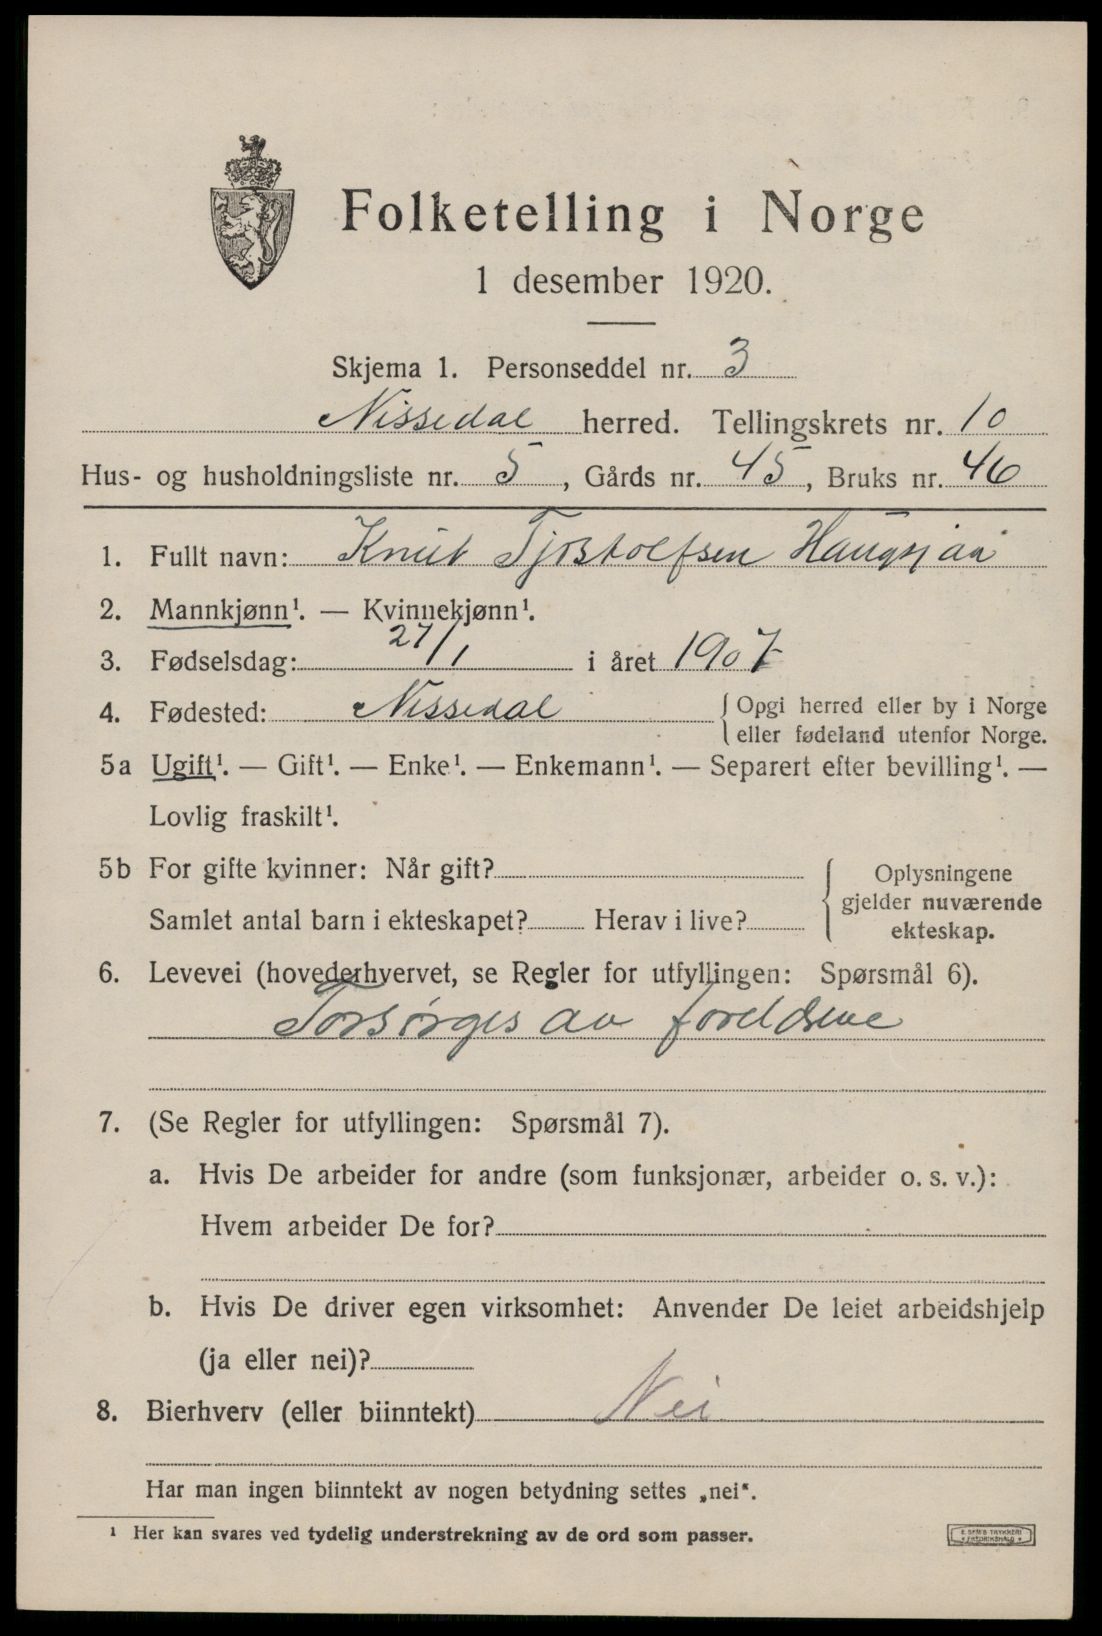 Folketelling i Norge
1 desember 1920.
Skjema 1. Personseddel nr. 3
Nissedal herred. Tellingskrets nr. 10
Hus- og husholdningsliste nr. 5, Gårds nr. 45, Bruks nr. 46
1. Fullt navn: Knut Tjostolfsen Haugsjaa
2. Mannkjønn¹. — Kvinnekjønn¹.
3. Fødselsdag: 27/1 i året 1907
4. Fødested: Nissedal { Opgi herred eller by i Norge
eller fødeland utenfor Norge.
5a Ugift¹. — Gift¹. — Enke¹. — Enkemann¹. — Separert efter bevilling¹. —
Lovlig fraskilt¹.
5b For gifte kvinner: Når gift?
Samlet antal barn i ekteskapet? Herav i live?
Oplysningene
gjelder nuværende
ekteskap.
6. Levevei (hovederhvervet, se Regler for utfyllingen: Spørsmål 6).
Forsørges av foreldrene
7. (Se Regler for utfyllingen: Spørsmål 7).
a. Hvis De arbeider for andre (som funksjonær, arbeider o. s. v.):
Hvem arbeider De for?
b. Hvis De driver egen virksomhet: Anvender De leiet arbeidshjelp
(ja eller nei)?
8. Bierhverv (eller biinntekt) Nei
Har man ingen biinntekt av nogen betydning settes „nei“.
¹ Her kan svares ved tydelig understrekning av de ord som passer.
E. SEM'S TRYKKERI
FREDRIKSHALD